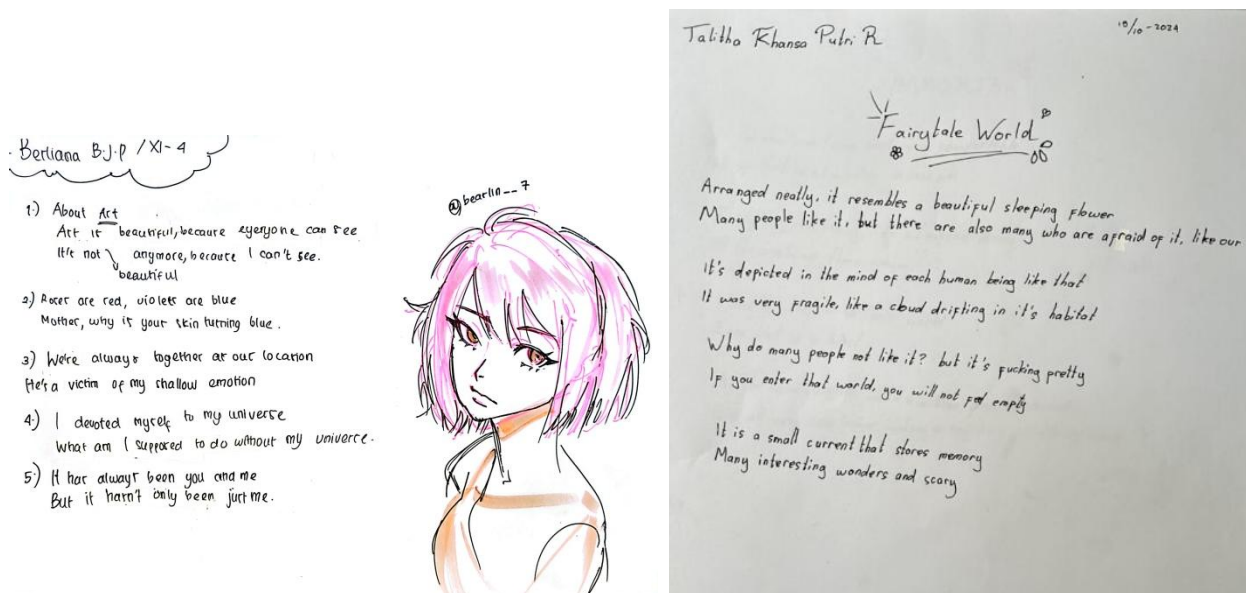 Berliana B.J.P / XI-4
1.) About Art
Art is beautiful, because everyone can see
It's not anymore, because I can't see.
beautiful
2.) Roses are red, violets are blue
Mother, why is your skin turning blue.
3.) We're always together at our location
He's a victim of my shallow emotion
4.) I devoted myself to my universe
What am I supposed to do without my universe.
5.) It has always been you and me
But it hasn't only been just me.
@bearlin__7
Talitha Khansa Putri R
10/10-2024
Fairytale World
Arranged neatly, it resembles a beautiful sleeping flower
Many people like it, but there are also many who are afraid of it, like our
It's depicted in the mind of each human being like that
It was very fragile, like a cloud drifting in it's habitat
Why do many people not like it? but it's fucking pretty
If you enter that world, you will not empty
It is a small current that stores memory
Many interesting wonders and scary